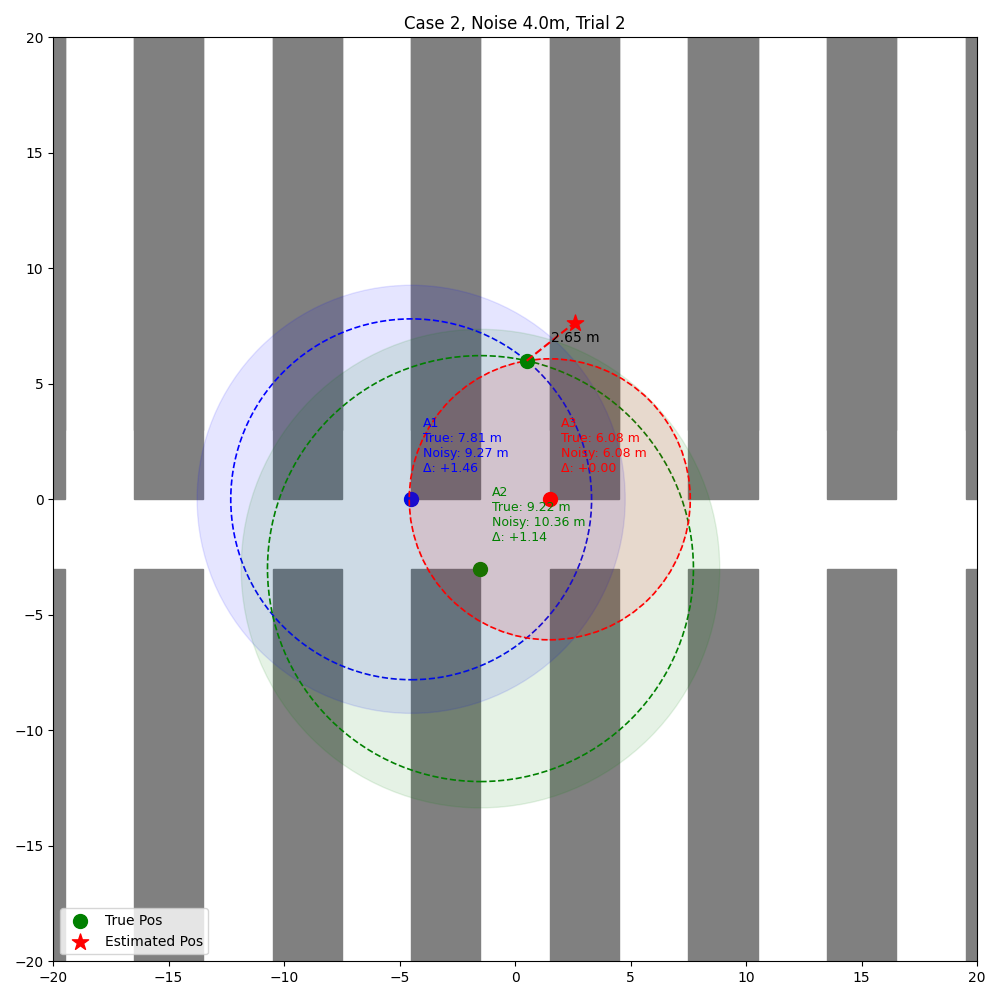 Case 2, Noise 4.0m, Trial 2
20
15
10
5
0
−5
−10
−15
−20
2.65 m
A1
True: 7.81 m
Noisy: 9.27 m
Δ: +1.46
A3
True: 6.08 m
Noisy: 6.08 m
Δ: +0.00
A2
True: 9.22 m
Noisy: 10.36 m
Δ: +1.14
True Pos
Estimated Pos
−20
−15
−10
−5
0
5
10
15
20